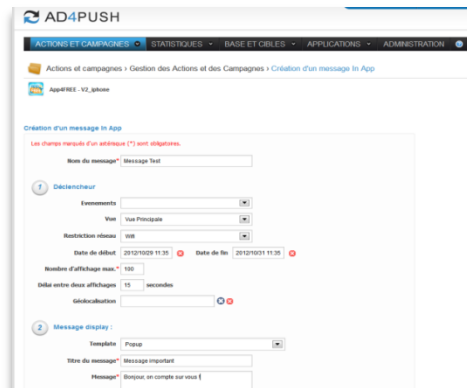 AD4PUSH
ACTIONS ET CAMPAGNES STATISTIQUES BASE ET CIBLES APPLICATIONS ADMINISTRATION
Actions et campagnes > Gestion des Actions et des Campagnes > Création d'un message In App
App4FREE - V2_Iphone
Création d'un message In App
Les champs marqués d'un astérisque (*) sont obligatoires.
Nom du message* Message Test
1 Déclencheur
Evenements
Vue Vue Principale
Restriction réseau Wifi
Date de début 2012/10/29 11:35 Date de fin 2012/10/31 11:35
Nombre d'affichage max.* 100
Délai entre deux affichages 15 secondes
Géolocalisation
2 Message display :
Template Popup
Titre du message* Message important
Message* Bonjour, on compte sur vous !